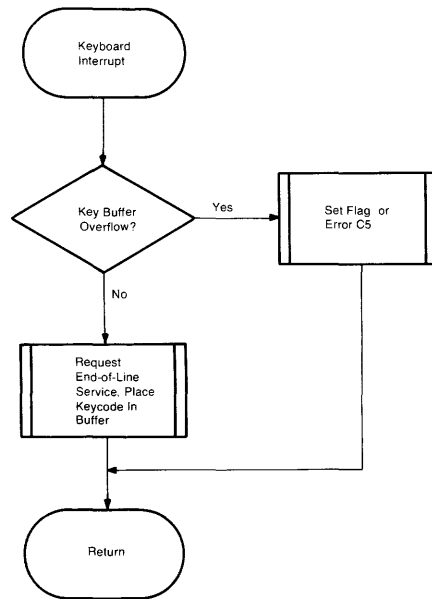 Keyboard
Interrupt
Key Buffer
Overflow?
Yes
Set Flag or
Error C5
No
Request
End-of-Line
Service, Place
Keycode In
Buffer
Return